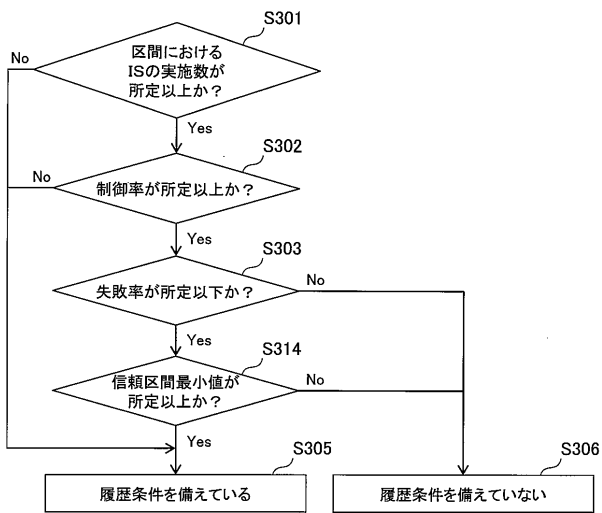 S301
区間における
ISの実施数が
所定以上か？
No
Yes
S302
制御率が所定以上か？
No
Yes
S303
失敗率が所定以下か？
No
Yes
S314
信頼区間最小値が
所定以上か？
No
Yes
S305
履歴条件を備えている
S306
履歴条件を備えていない